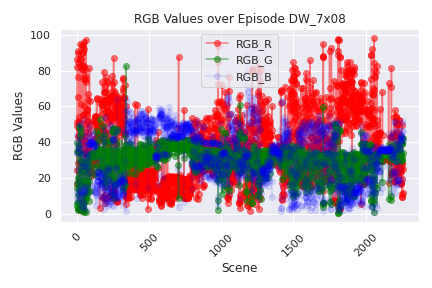 RGB Values over Episode DW_7x08
RGB_R
RGB_G
RGB_B
RGB Values
100
80
60
40
20
0
0
500
1000
1500
2000
Scene